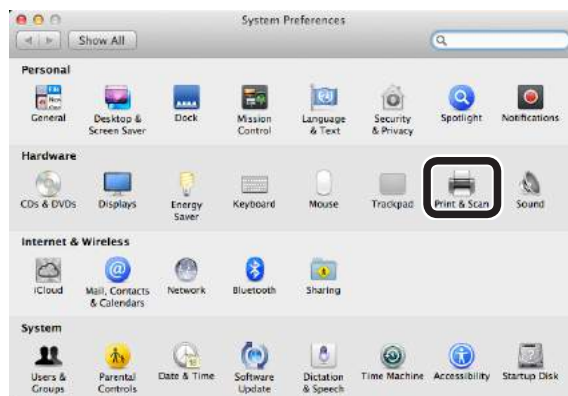 System Preferences
Show All
Personal
General
Desktop & Screen Saver
Dock
Mission Control
Language & Text
Security & Privacy
Spotlight
Notifications
Hardware
CDs & DVDs
Displays
Energy Saver
Keyboard
Mouse
Trackpad
Print & Scan
Sound
Internet & Wireless
iCloud
Mail, Contacts & Calendars
Network
Bluetooth
Sharing
System
Users & Groups
Parental Controls
Date & Time
Software Update
Dictation & Speech
Time Machine
Accessibility
Startup Disk